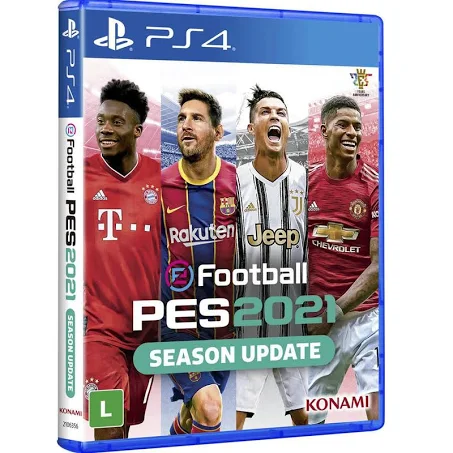 PS4
PS4
eFootball
PES2021
SEASON UPDATE
KONAMI
T
Rakuten
Jeep
CHEVROLET
eFootball
PES2021
SEASON UPDATE
L
KONAMI